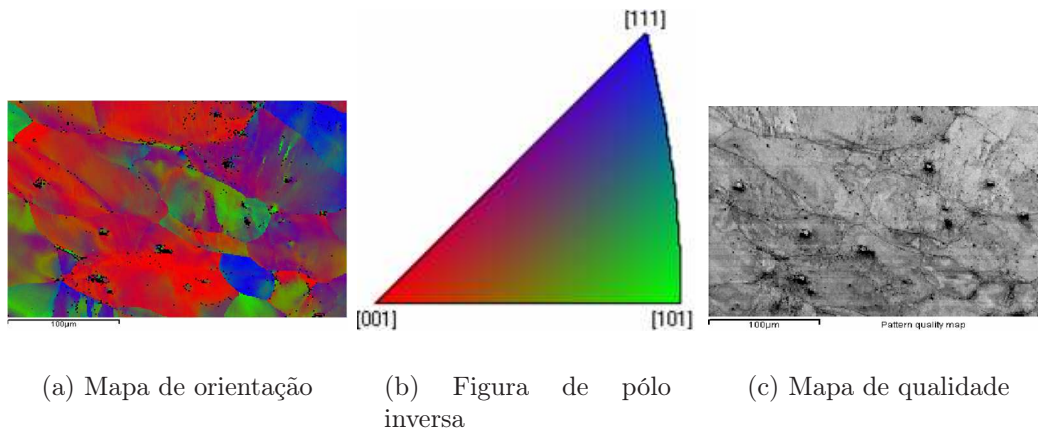 [111]
[001]
[101]
100µm
100µm
Pattern quality map
(a) Mapa de orientação
(b) Figura de pólo
inversa
(c) Mapa de qualidade